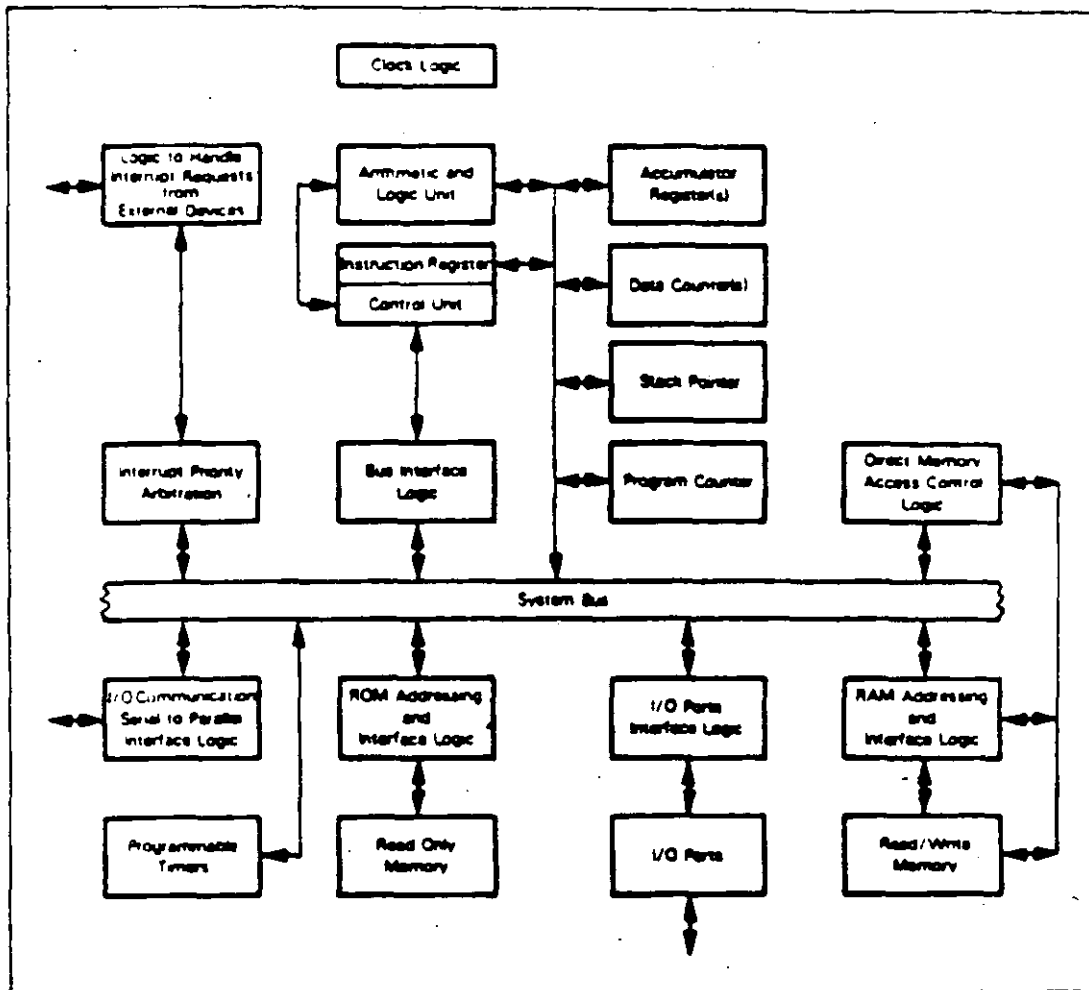 Clock Logic
Logic to Handle
Interrupt Requests
from
External Devices
Arithmetic and
Logic Unit
Accumulator
Register(s)
Instruction Register
Control Unit
Data Counter(s)
Stack Pointer
Interrupt Priority
Arbitration
Bus Interface
Logic
Program Counter
Direct Memory
Access Control
Logic
System Bus
I/O Communication
Serial to Parallel
Interface Logic
ROM Addressing
and
Interface Logic
I/O Ports
Interface Logic
RAM Addressing
and
Interface Logic
Programmable
Timers
Read Only
Memory
I/O Ports
Read/Write
Memory